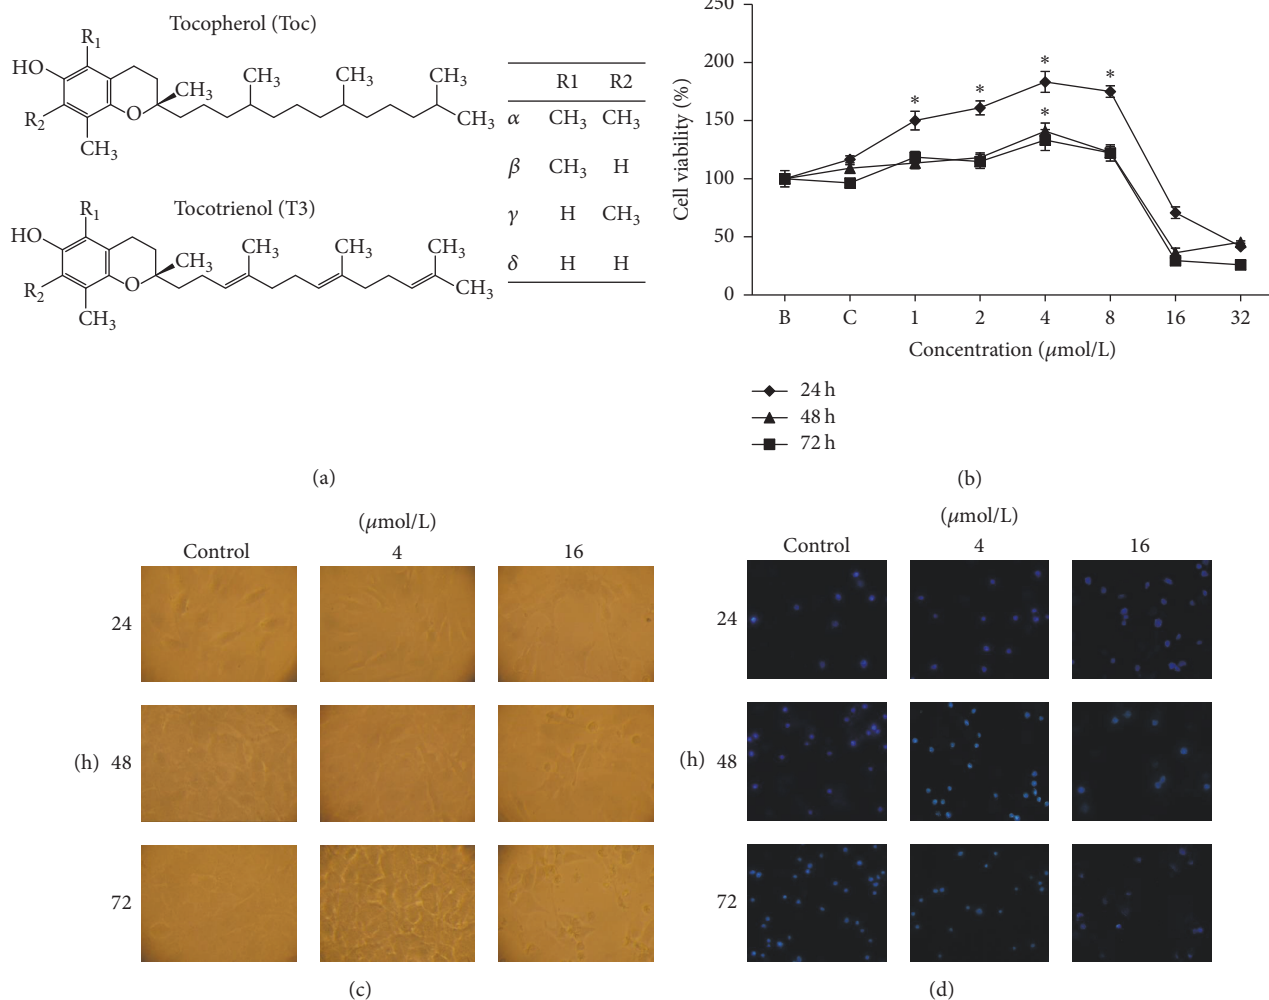 Tocopherol (Toc)
R1
HO
CH3
CH3
CH3
CH3
R2
O
CH3
CH3
R1 R2
α CH3 CH3
β CH3 H
γ H CH3
δ H H
Tocotrienol (T3)
R1
HO
CH3
CH3
CH3
CH3
R2
O
CH3
CH3
(a)
250
200
150
100
50
0
Cell viability (%)
* * * * *
B C 1 2 4 8 16 32
Concentration (μmol/L)
24 h
48 h
72 h
(b)
(μmol/L)
Control 4 16
24
(h) 48
72
(c)
(μmol/L)
Control 4 16
24
(h) 48
72
(d)